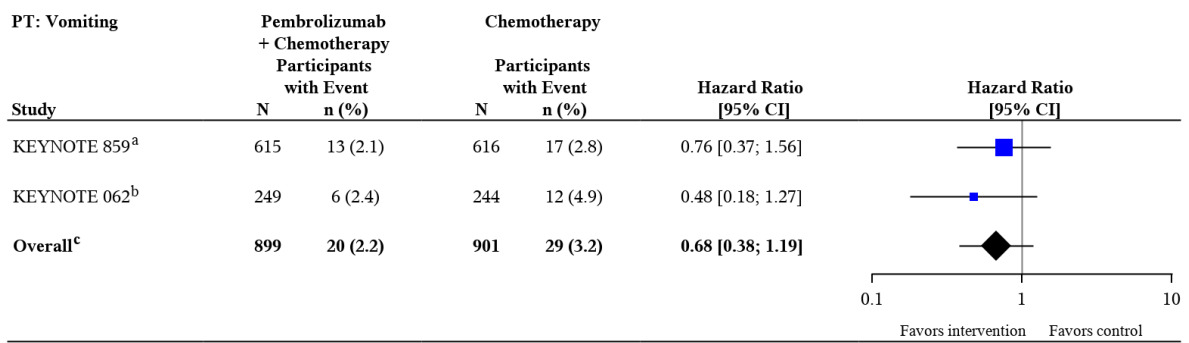 PT: Vomiting Pembrolizumab Chemotherapy
+ Chemotherapy
Participants Participants
with Event with Event Hazard Ratio Hazard Ratio
Study N n (%) N n (%) [95% CI] [95% CI]
KEYNOTE 859a 615 13 (2.1) 616 17 (2.8) 0.76 [0.37; 1.56]
KEYNOTE 062b 249 6 (2.4) 244 12 (4.9) 0.48 [0.18; 1.27]
Overallc 899 20 (2.2) 901 29 (3.2) 0.68 [0.38; 1.19]
0.1 1 10
Favors intervention Favors control